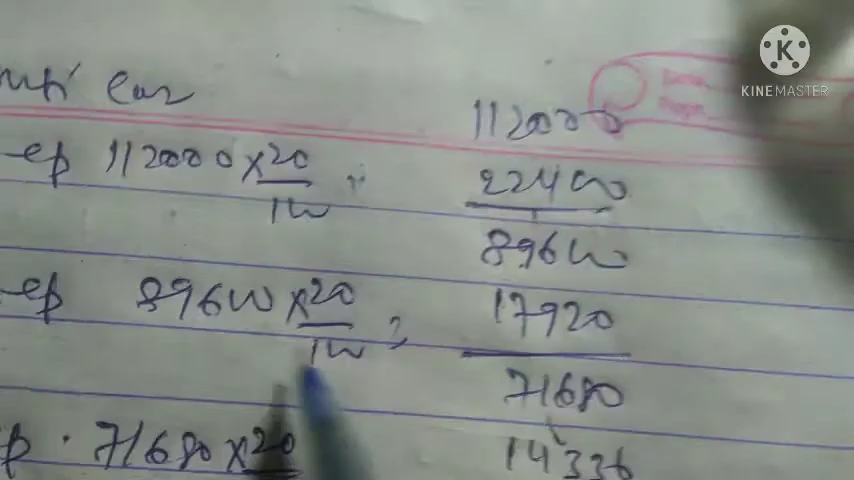 KINEMASTER
Car
112000
ep 112000 × 20/100 =
22400
89600
ep 89600 × 20/100 =
17920
71680
p. 71680 × 20
14336